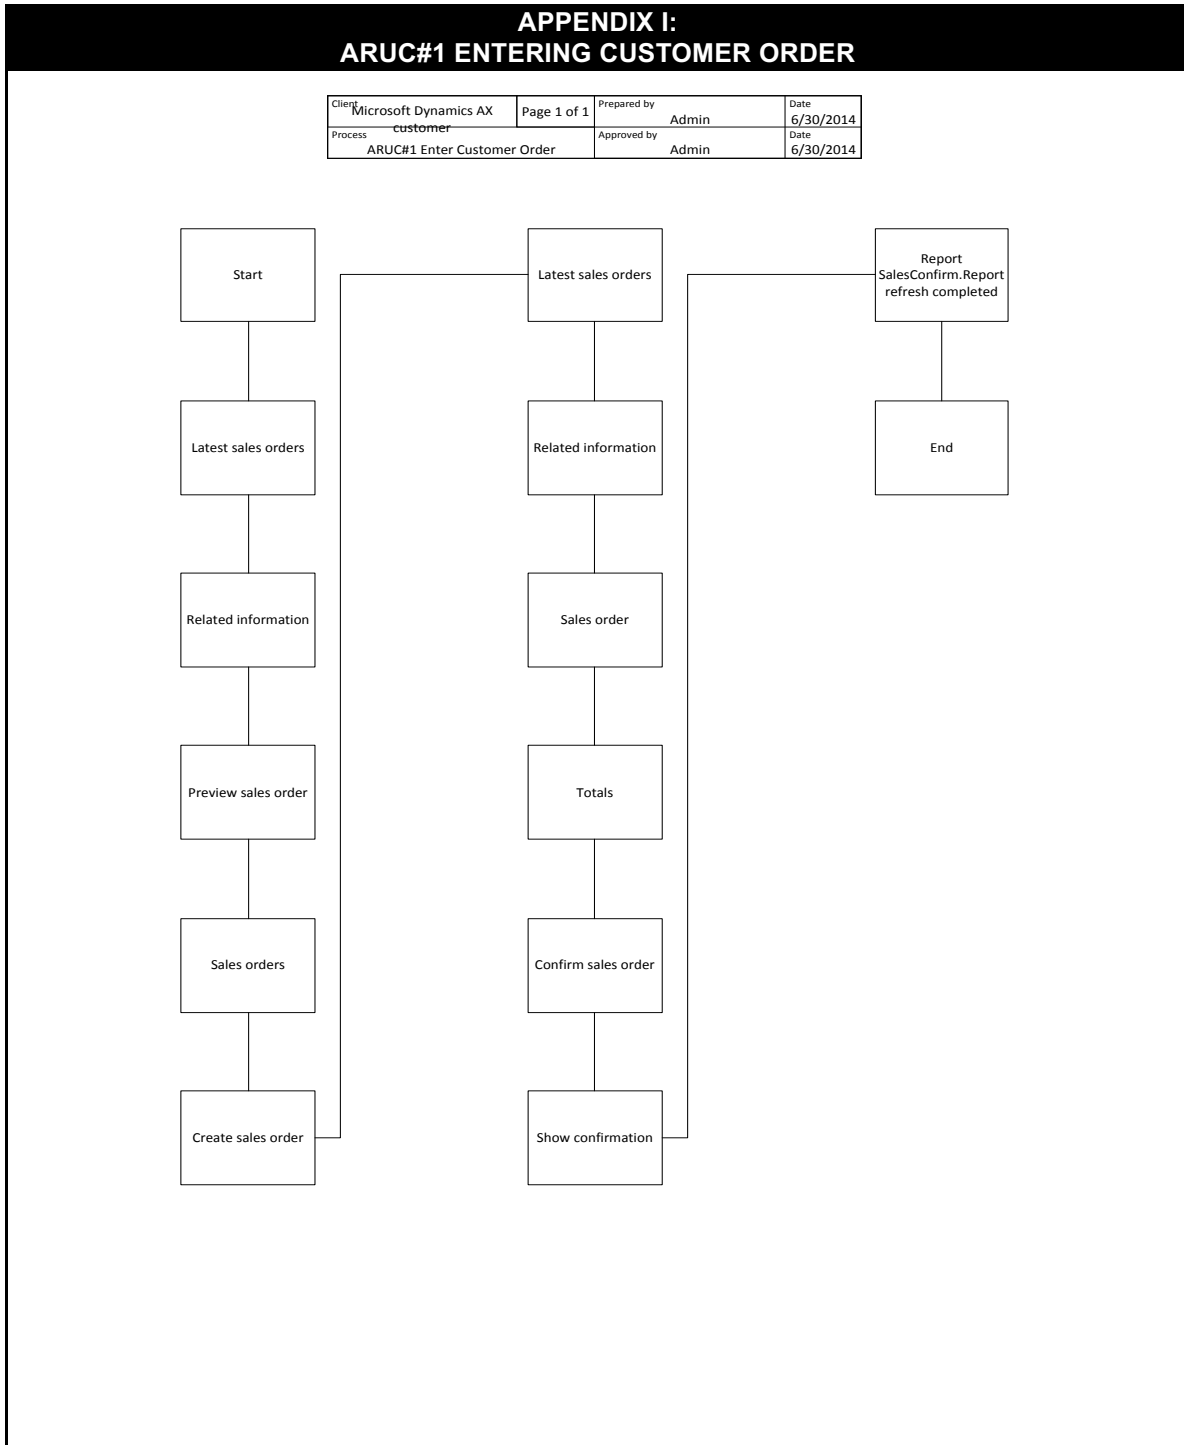 APPENDIX I:
ARUC#1 ENTERING CUSTOMER ORDER
Client
Microsoft Dynamics AX
customer
Page 1 of 1
Prepared by
Admin
Date
6/30/2014
Process
ARUC#1 Enter Customer Order
Approved by
Admin
Date
6/30/2014
Start
Latest sales orders
Related information
Preview sales order
Sales orders
Create sales order
Latest sales orders
Related information
Sales order
Totals
Confirm sales order
Show confirmation
Report
SalesConfirm.Report
refresh completed
End